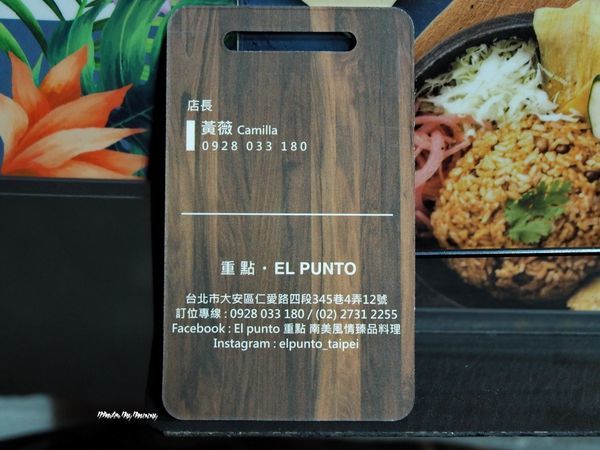 店長
黃薇 Camilla
0928 033 180
重點・EL PUNTO
台北市大安區仁愛路四段345巷4弄12號
訂位專線 : 0928 033 180 / (02) 2731 2255
Facebook : El punto 重點 南美風情臻品料理
Instagram : elpunto_taipei